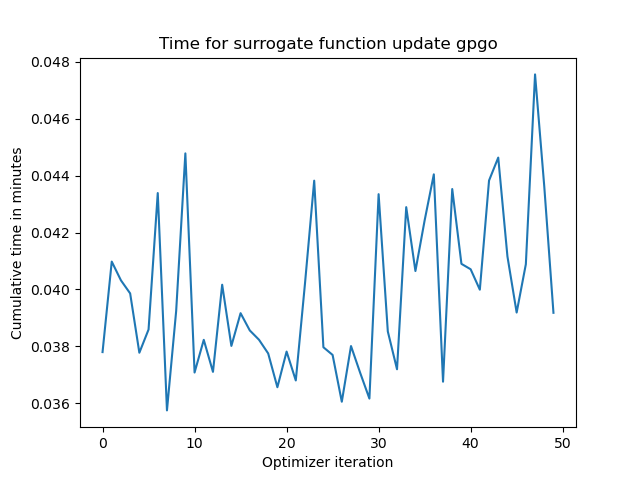 Time for surrogate function update gpgo
Cumulative time in minutes
0.048
0.046
0.044
0.042
0.040
0.038
0.036
0 10 20 30 40 50
Optimizer iteration